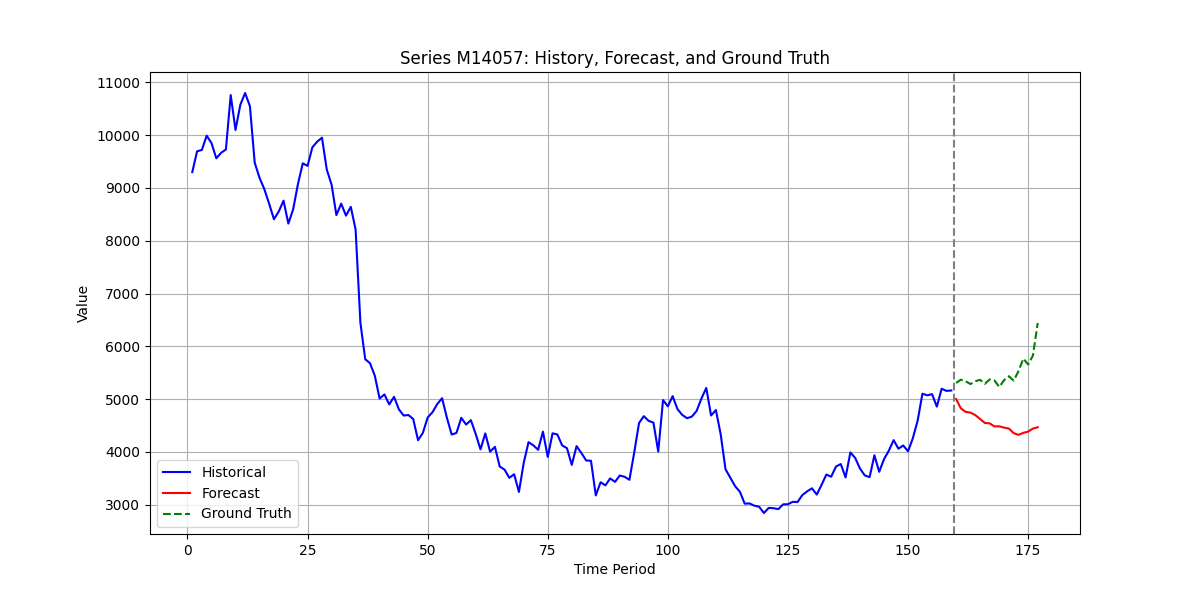 Series M14057: History, Forecast, and Ground Truth
11000
10000
9000
8000
7000
6000
5000
4000
3000
Value
Historical
Forecast
Ground Truth
0 25 50 75 100 125 150 175
Time Period